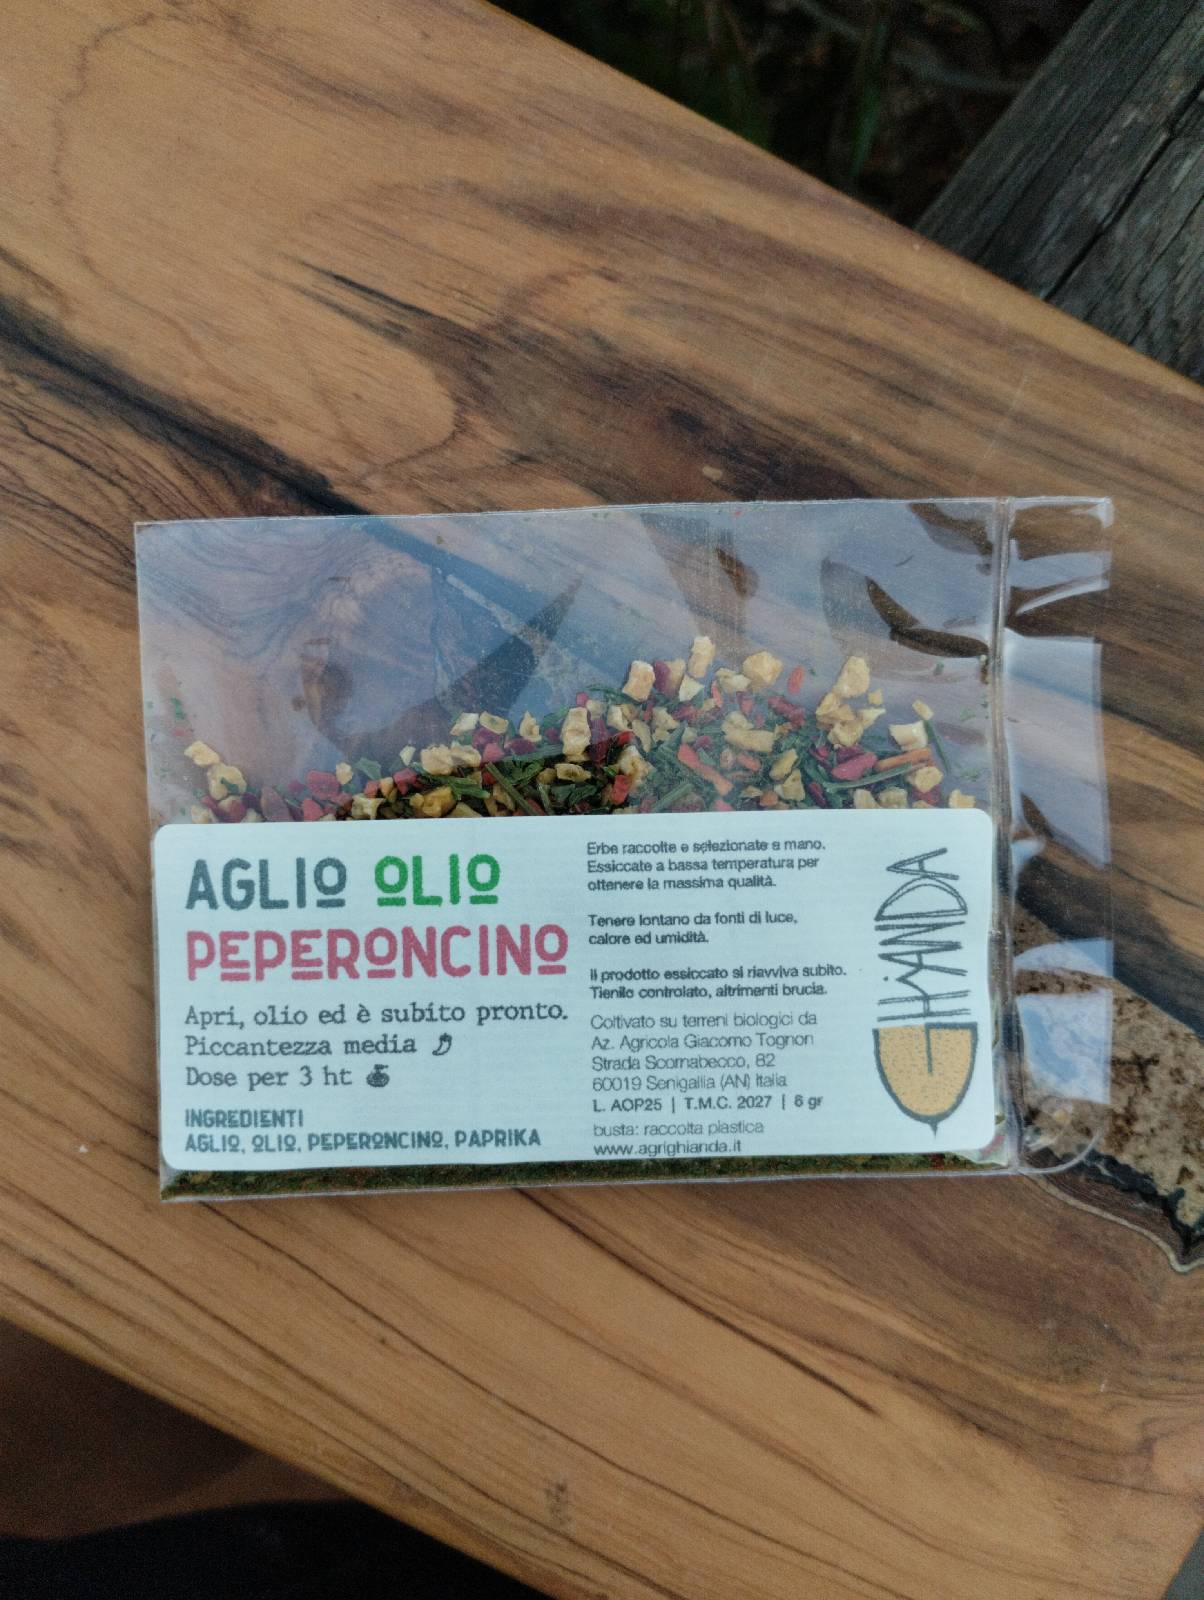 AGLIO OLIO
PEPERONCINO
Apri, olio ed è subito pronto.
Piccantezza media
Dose per 3 ht
INGREDIENTI
AGLIO, OLIO, PEPERONCINO, PAPRIKA
Erbe raccolte e selezionate a mano.
Essiccate a bassa temperatura per
ottenere la massima qualità.
Tenere lontano da fonti di luce,
calore ed umidità.
Il prodotto essiccato si riavviva subito.
Tienilo controlato, altrimenti brucia.
Coltivato su terreni biologici da
Az. Agricola Giacomo Tognon
Strada Scornabecco, 82
60019 Senigallia (AN) Italia
L. AOP25 | T.M.C. 2027 | 6 gr
busta: raccolta plastica
www.agrighianda.it
GHIANDA